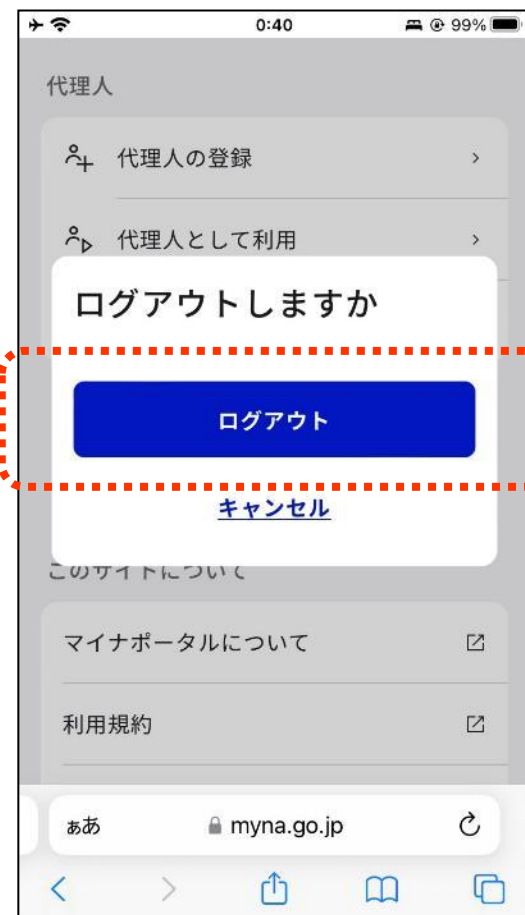 0:40
99%
代理人
代理人の登録
代理人として利用
ログアウトしますか
ログアウト
キャンセル
このサイトについて
マイナポータルについて
利用規約
ぁあ
myna.go.jp